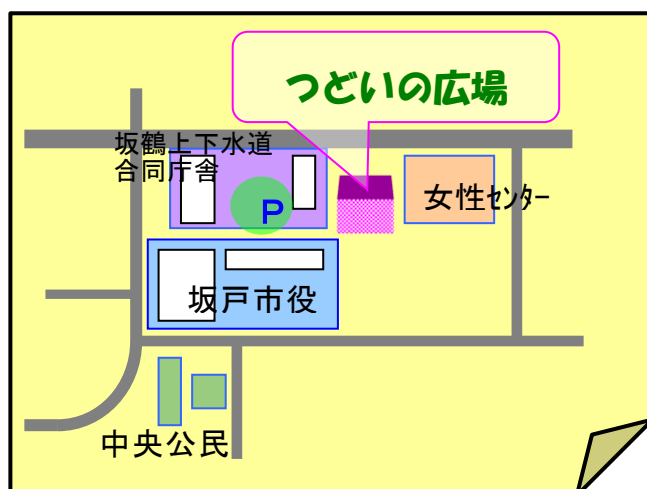 つどいの広場
坂鶴上下水道
合同庁舎
P
女性センター
坂戸市役
中央公民